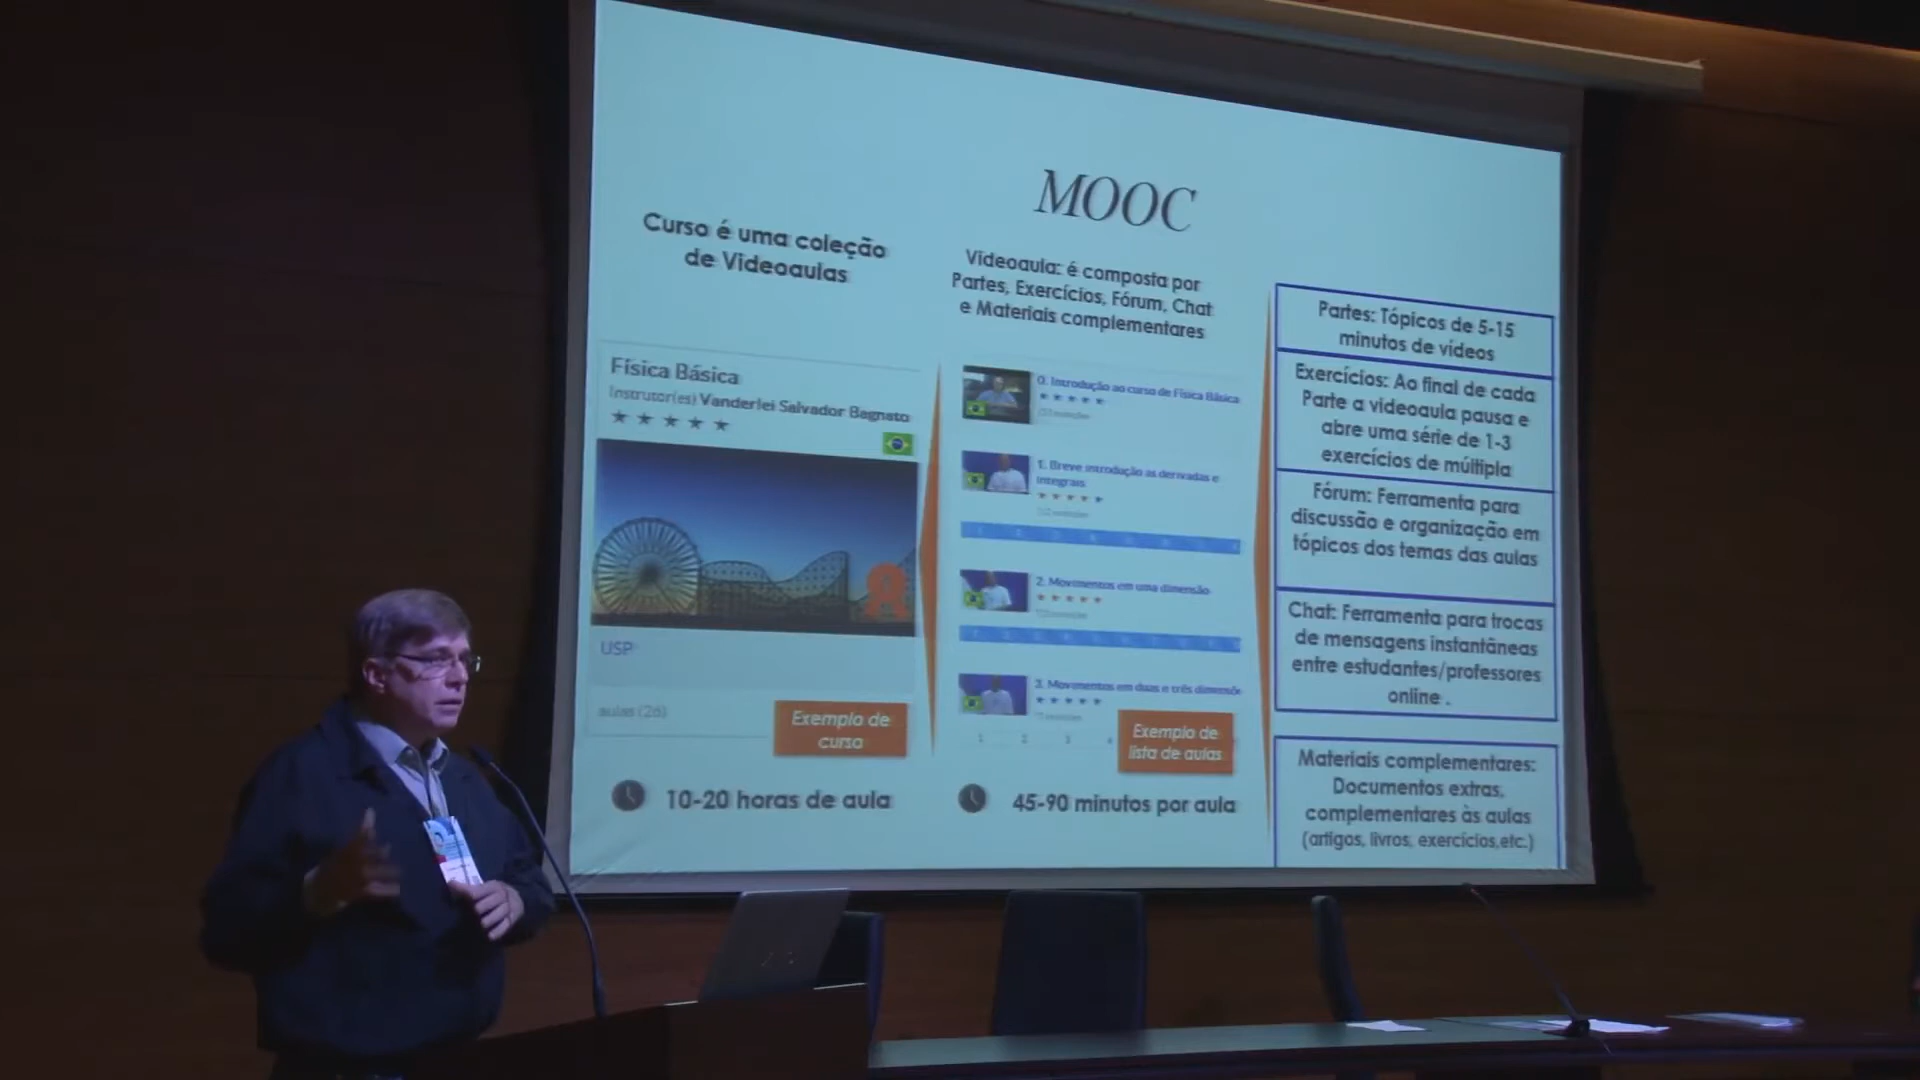 MOOC
Curso é uma coleção
de Videoaulas
Física Básica
Instrutor(es) Vanderlei Salvador Bagnato
USP
aulas (26)
Exemplo de
curso
10-20 horas de aula
Vídeoaula: é composta por
Partes, Exercícios, Fórum, Chat
e Materiais complementares
0. Introdução ao curso de Física Básica
1. Breve introdução as derivadas e
integrais
2. Movimentos em uma dimensão
3. Movimentos em duas e três dimensõe
1 2 3 4
Exemplo de
lista de aulas
45-90 minutos por aula
Partes: Tópicos de 5-15
minutos de vídeos
Exercícios: Ao final de cada
Parte a videoaula pausa e
abre uma série de 1-3
exercícios de múltipla
Fórum: Ferramenta para
discussão e organização em
tópicos dos temas das aulas
Chat: Ferramenta para trocas
de mensagens instantâneas
entre estudantes/professores
online .
Materiais complementares:
Documentos extras,
complementares às aulas
(artigos, livros, exercícios,etc.)